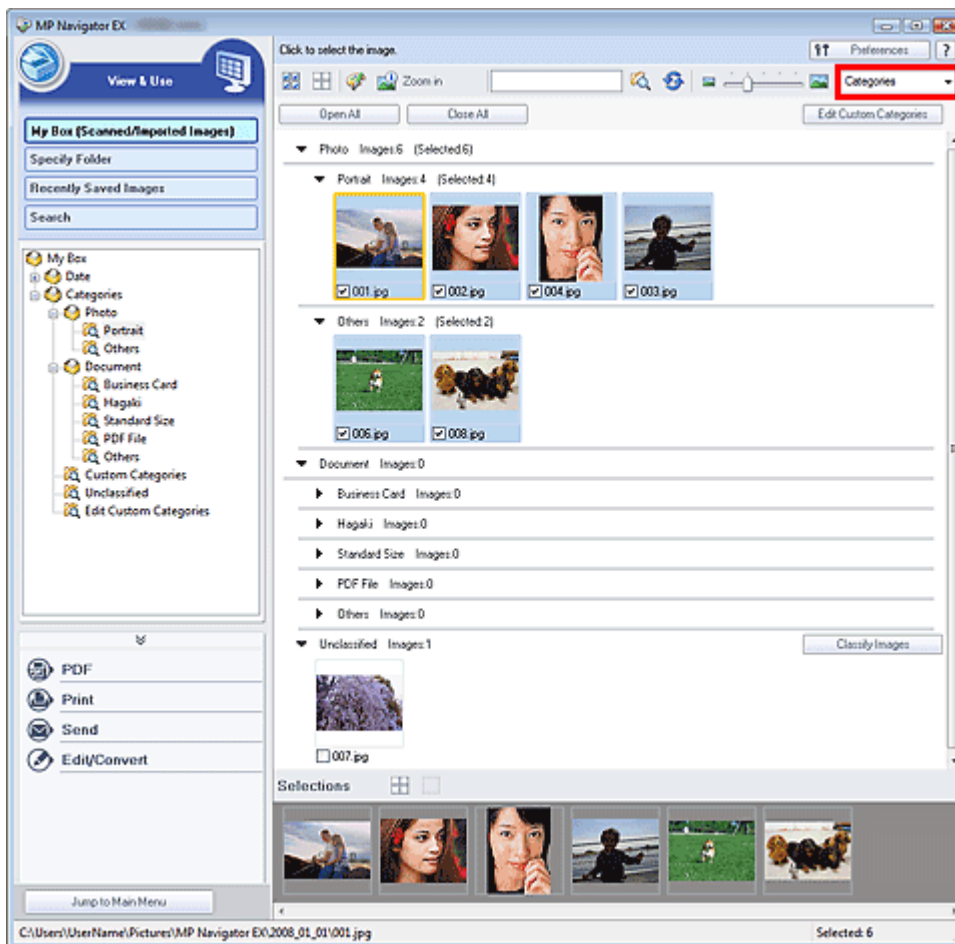 MP Navigator EX
View & Use
My Box (Scanned/Imported Images)
Specify Folder
Recently Saved Images
Search
My Box
Date
Categories
Photo
Portrait
Others
Document
Business Card
Hagaki
Standard Size
PDF File
Others
Custom Categories
Unclassified
Edit Custom Categories
PDF
Print
Send
Edit/Convert
Jump to Main Menu
Click to select the image.
Preferences
?
Zoom in
Categories
Open All
Close All
Edit Custom Categories
Photo Images:6 (Selected:6)
Portrait Images:4 (Selected:4)
001.jpg
002.jpg
004.jpg
003.jpg
Others Images:2 (Selected:2)
006.jpg
008.jpg
Document Images:0
Business Card Images:0
Hagaki Images:0
Standard Size Images:0
PDF File Images:0
Others Images:0
Unclassified Images:1
Classify Images
007.jpg
Selections
C:\Users\UserName\Pictures\MP Navigator EX\2008_01_01\001.jpg
Selected: 6